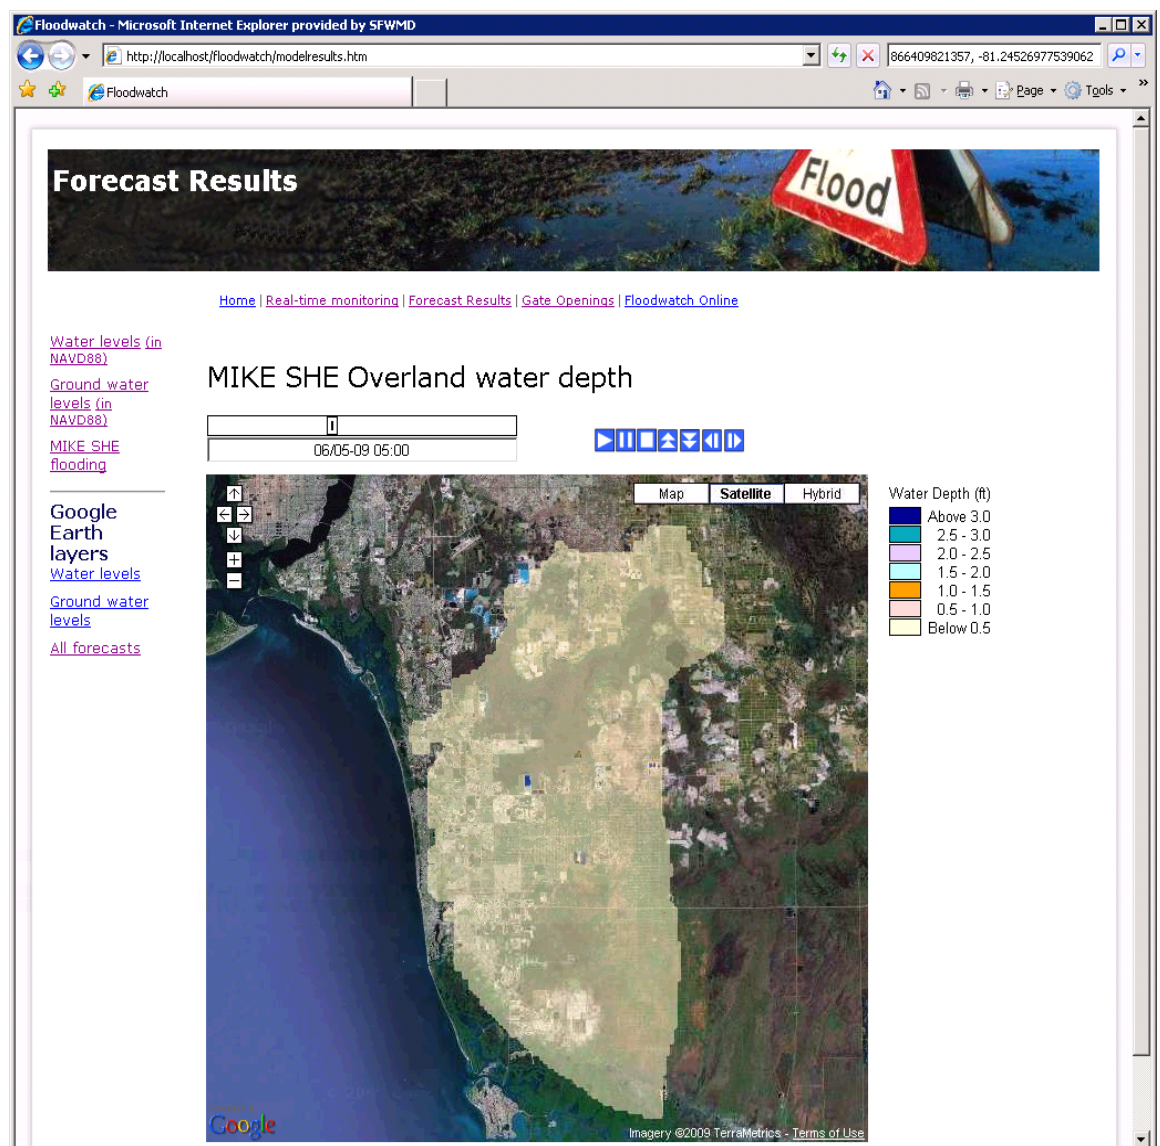 Floodwatch - Microsoft Internet Explorer provided by SFWMD
http://localhost/floodwatch/modelresults.htm
866409821357, -81.24526977539062
Floodwatch
Page
Tools
Forecast Results
Flood
Home | Real-time monitoring | Forecast Results | Gate Openings | Floodwatch Online
Water levels (in
NAVD88)
Ground water
levels (in
NAVD88)
MIKE SHE
flooding
Google
Earth
layers
Water levels
Ground water
levels
All forecasts
MIKE SHE Overland water depth
06/05-09 05:00
Map Satellite Hybrid
Water Depth (ft)
Above 3.0
2.5 - 3.0
2.0 - 2.5
1.5 - 2.0
1.0 - 1.5
0.5 - 1.0
Below 0.5
Google
Imagery ©2009 TerraMetrics - Terms of Use